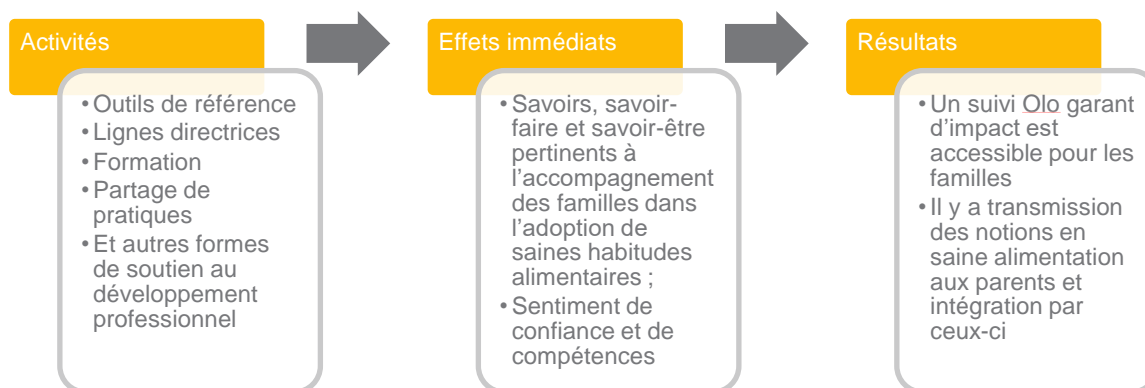 Activités
• Outils de référence
• Lignes directrices
• Formation
• Partage de
pratiques
• Et autres formes
de soutien au
développement
professionnel
Effets immédiats
• Savoirs, savoir-
faire et savoir-être
pertinents à
l’accompagnement
des familles dans
l’adoption de
saines habitudes
alimentaires ;
• Sentiment de
confiance et de
compétences
Résultats
• Un suivi Olo garant
d’impact est
accessible pour les
familles
• Il y a transmission
des notions en
saine alimentation
aux parents et
intégration par
ceux-ci